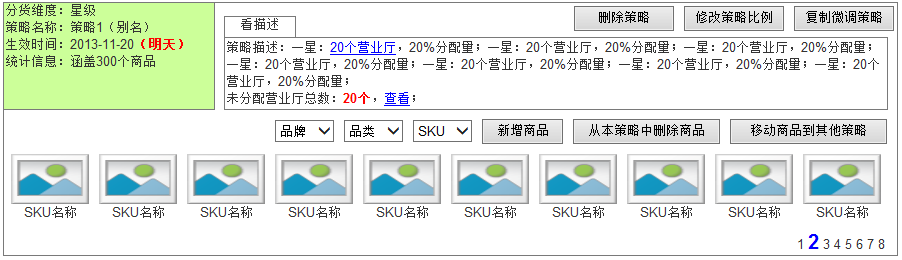 分货维度：星级
策略名称：策略1（别名）
生效时间：2013-11-20（明天）
统计信息：涵盖300个商品
看描述
删除策略 修改策略比例 复制微调策略
策略描述：一星：20个营业厅，20%分配量；一星：20个营业厅，20%分配量；一星：20个营业厅，20%分配量；
一星：20个营业厅，20%分配量；一星：20个营业厅，20%分配量；一星：20个营业厅，20%分配量；一星：20个
营业厅，20%分配量；
未分配营业厅总数：20个，查看；
品牌 品类 SKU 新增商品 从本策略中删除商品 移动商品到其他策略
SKU名称 SKU名称 SKU名称 SKU名称 SKU名称 SKU名称 SKU名称 SKU名称 SKU名称 SKU名称
1 2 3 4 5 6 7 8